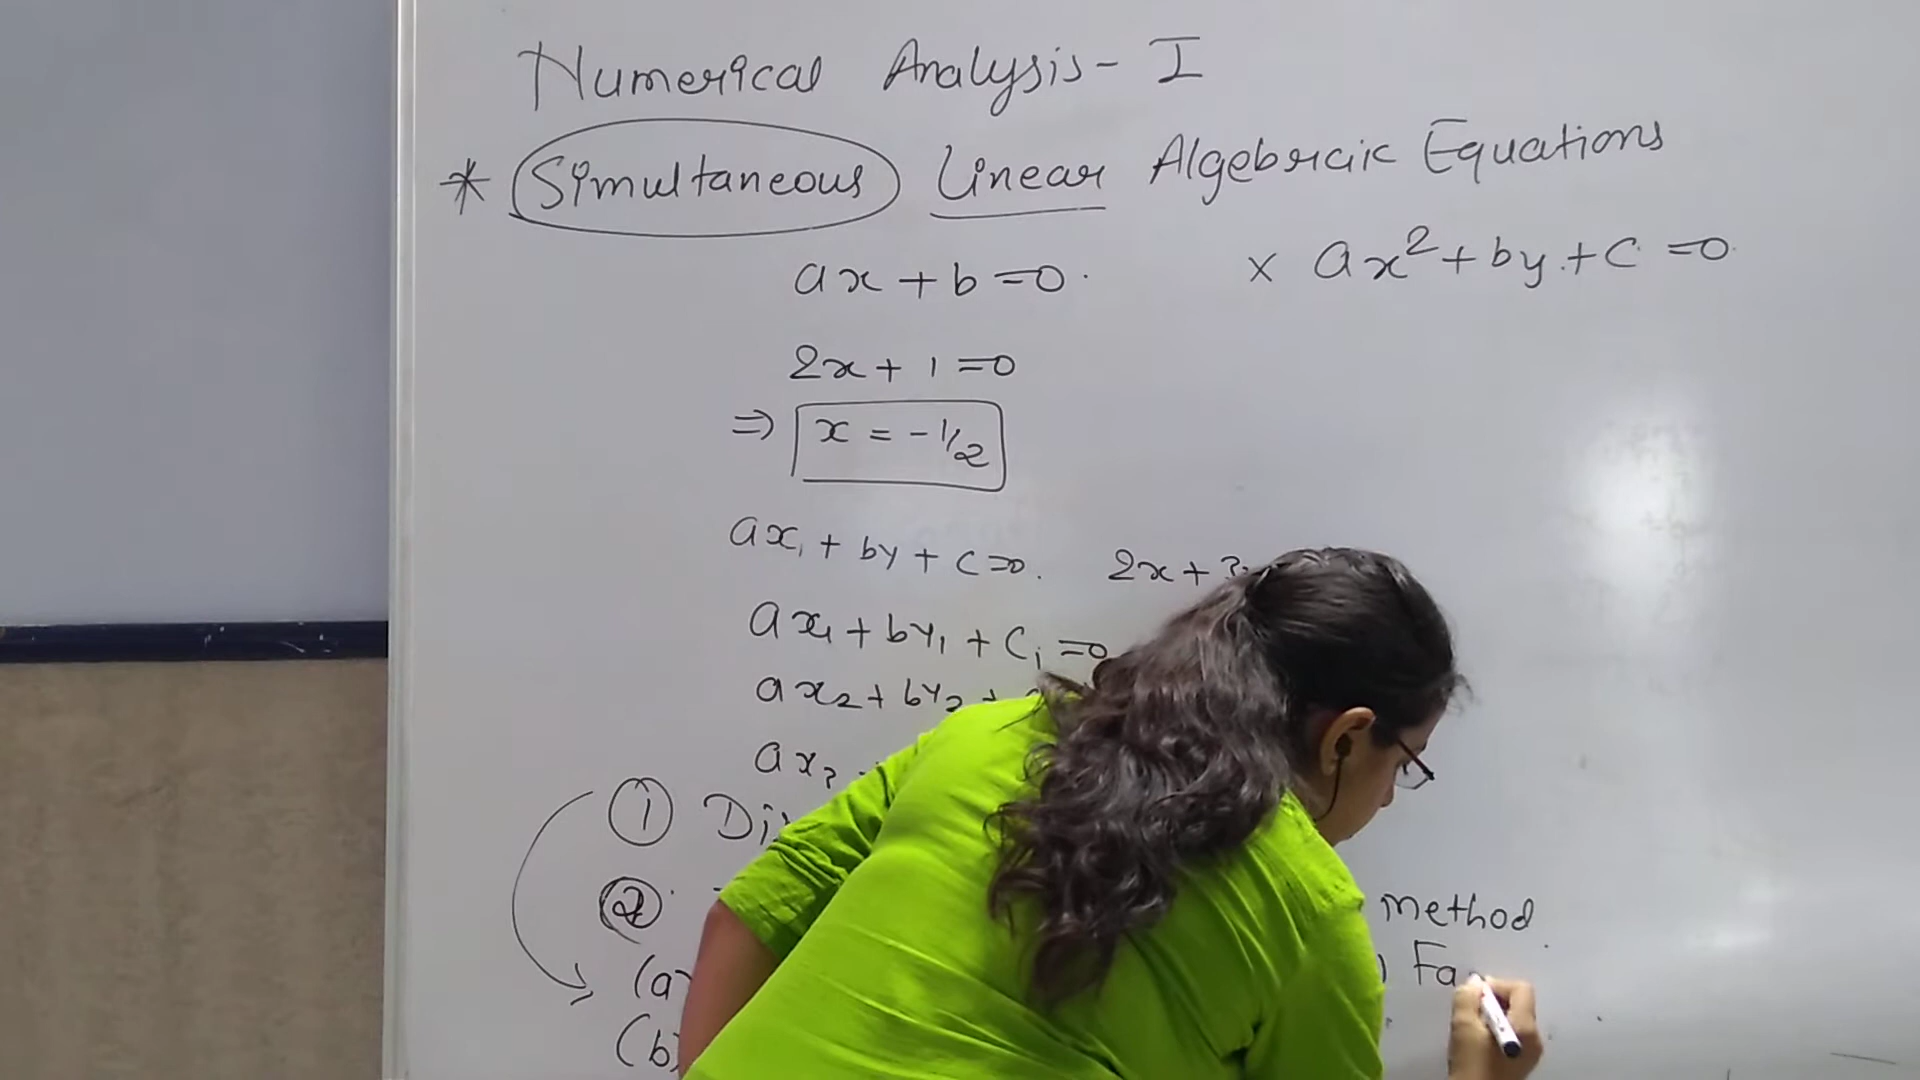 Numerical Analysis - I
* Simultaneous Linear Algebraic Equations
ax + b = 0. x ax² + by + c = 0
2x + 1 = 0
⇒ x = -1/2
ax₁ + by + c = 0. 2x + 3
ax₁ + by₁ + c₁ = 0
ax₂ + by₂ +
ax₃
①
② method
(a) Fa
(b)